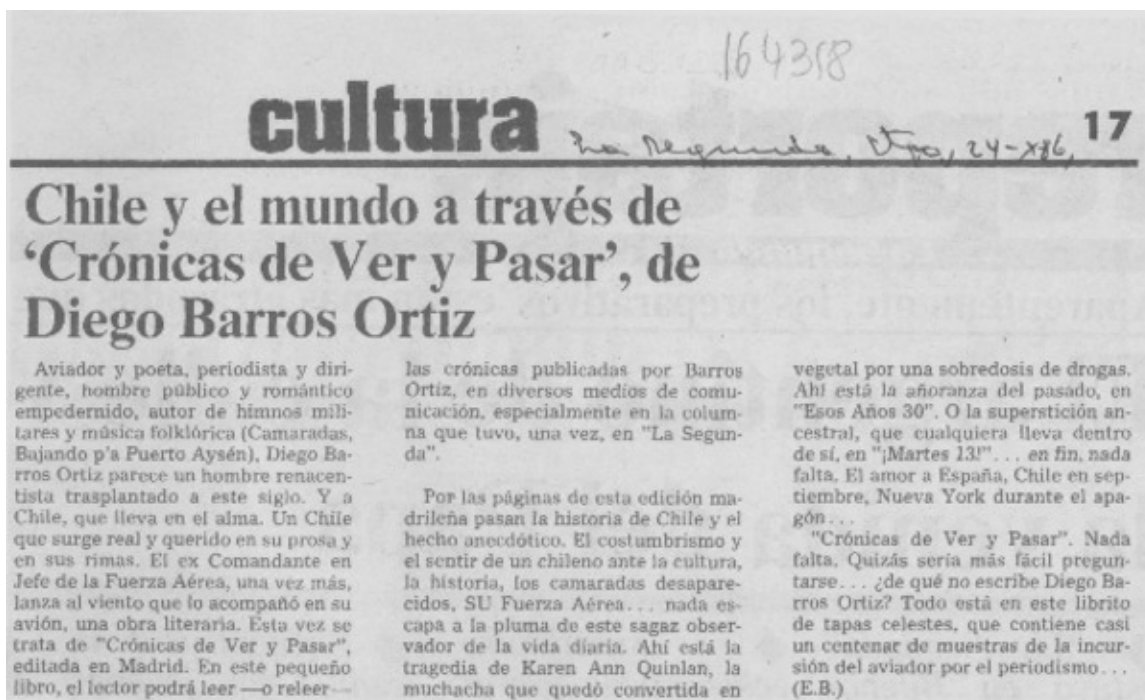 164318
cultura
La Segunda, Stgo, 24-X-86,
17
Chile y el mundo a través de
‘Crónicas de Ver y Pasar’, de
Diego Barros Ortiz
Aviador y poeta, periodista y diri-
gente, hombre público y romántico
empedernido, autor de himnos mili-
tares y música folklórica (Camaradas,
Bajando p'a Puerto Aysén), Diego Ba-
rros Ortiz parece un hombre renacen-
tista trasplantado a este siglo. Y a
Chile, que lleva en el alma. Un Chile
que surge real y querido en su prosa y
en sus rimas. El ex Comandante en
Jefe de la Fuerza Aérea, una vez más,
lanza al viento que lo acompañó en su
avión, una obra literaria. Esta vez se
trata de "Crónicas de Ver y Pasar",
editada en Madrid. En este pequeño
libro, el lector podrá leer —o releer—
las crónicas publicadas por Barros
Ortiz, en diversos medios de comu-
nicación, especialmente en la colum-
na que tuvo, una vez, en "La Segun-
da".
Por las páginas de esta edición ma-
drileña pasan la historia de Chile y el
hecho anecdótico. El costumbrismo y
el sentir de un chileno ante la cultura,
la historia, los camaradas desapare-
cidos, SU Fuerza Aérea... nada es-
capa a la pluma de este sagaz obser-
vador de la vida diaria. Ahí está la
tragedia de Karen Ann Quinlan, la
muchacha que quedó convertida en
vegetal por una sobredosis de drogas.
Ahí está la añoranza del pasado, en
"Esos Años 30". O la superstición an-
cestral, que cualquiera lleva dentro
de sí, en "¡Martes 13!"... en fin, nada
falta. El amor a España, Chile en sep-
tiembre, Nueva York durante el apa-
gón...
"Crónicas de Ver y Pasar". Nada
falta. Quizás sería más fácil pregun-
tarse... ¿de qué no escribe Diego Ba-
rros Ortiz? Todo está en este librito
de tapas celestes, que contiene casi
un centenar de muestras de la incur-
sión del aviador por el periodismo...
(E.B.)